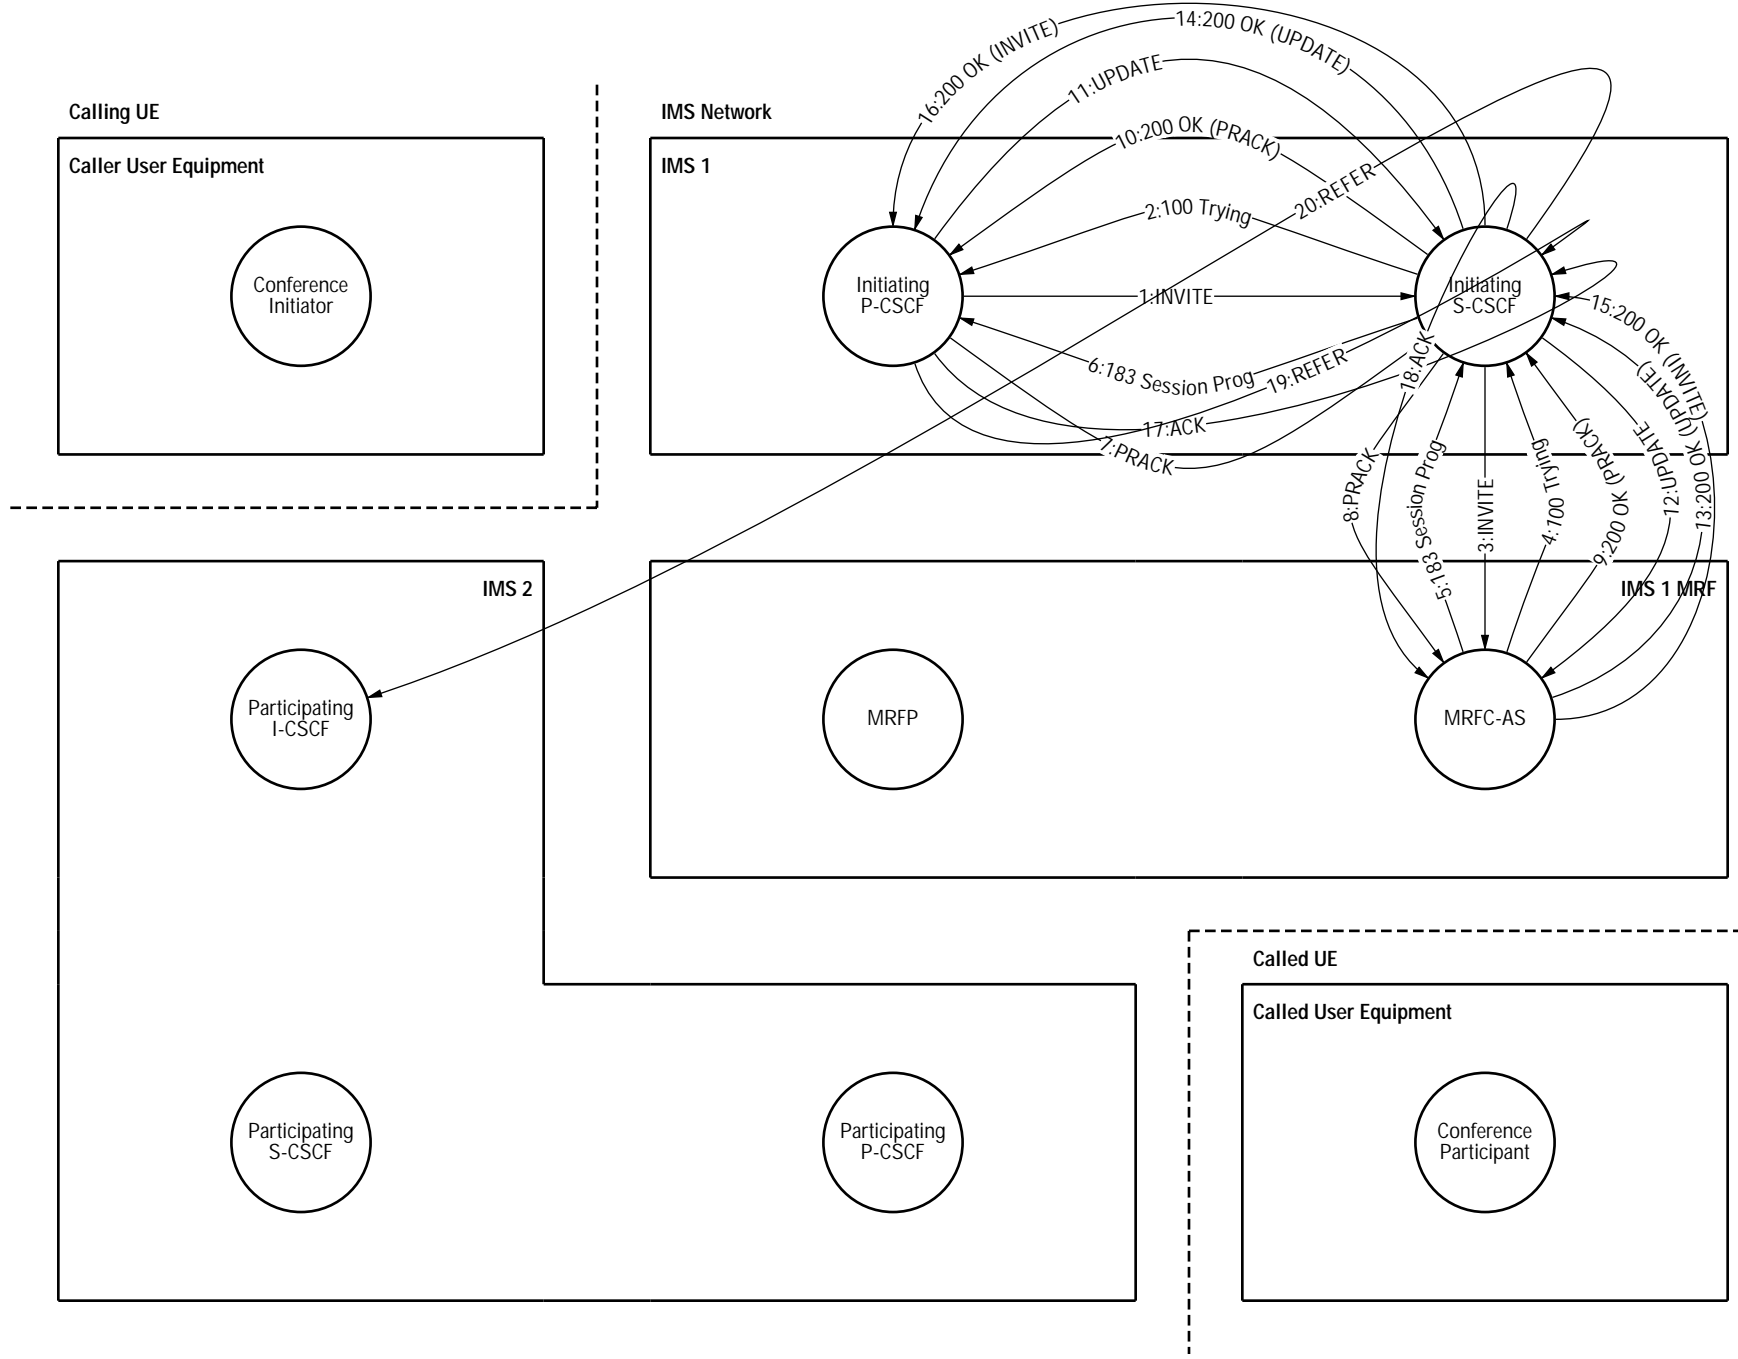 Calling UE
Caller User Equipment
Conference
Initiator
IMS Network
IMS 1
Initiating
P-CSCF
Initiating
S-CSCF
16:200 OK (INVITE)
14:200 OK (UPDATE)
11:UPDATE
10:200 OK (PRACK)
20:REFER
2:100 Trying
1:INVITE
6:183 Session Prog
19:REFER
17:ACK
7:PRACK
18:ACK
8:PRACK
5:183 Session Prog
3:INVITE
4:100 Trying
9:200 OK (PRACK)
12:UPDATE
13:200 OK (UPDATE)
15:200 OK (INVITE)
IMS 2
Participating
I-CSCF
IMS 1 MRF
MRFP
MRFC-AS
Participating
S-CSCF
Participating
P-CSCF
Called UE
Called User Equipment
Conference
Participant